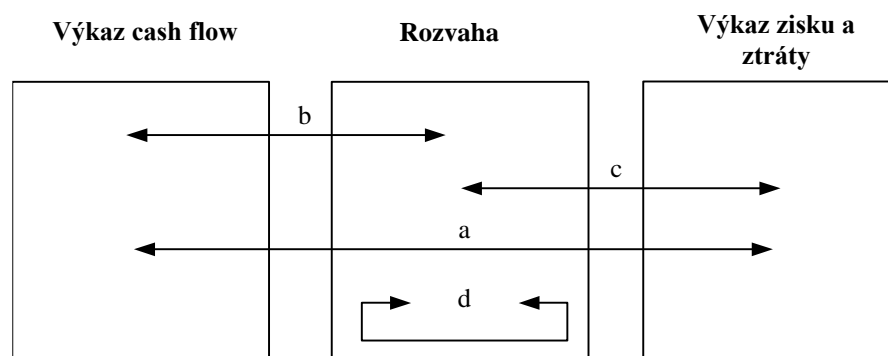 Výkaz cash flow
Rozvaha
Výkaz zisku a
ztráty
b
c
a
d